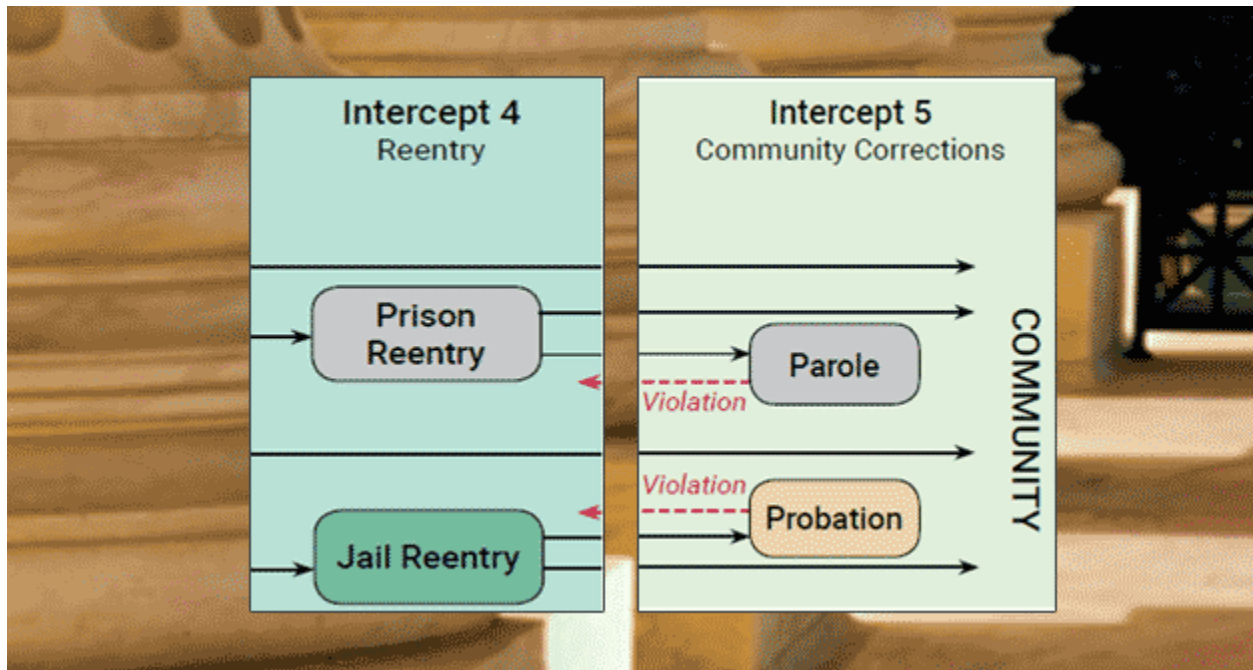 Intercept 4
Reentry
Prison
Reentry
Jail Reentry
Intercept 5
Community Corrections
Parole
Violation
Violation
Probation
COMMUNITY